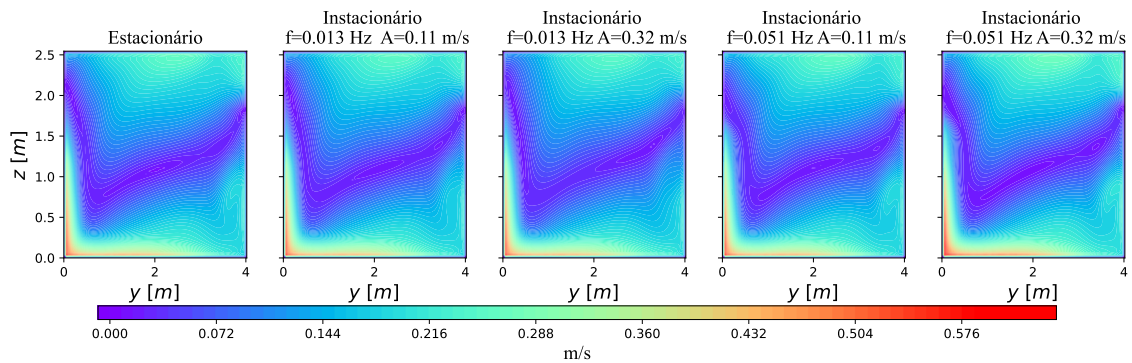 Estacionário
Instacionário
f=0.013 Hz  A=0.11 m/s
Instacionário
f=0.013 Hz A=0.32 m/s
Instacionário
f=0.051 Hz A=0.11 m/s
Instacionário
f=0.051 Hz A=0.32 m/s
z [m]
2.5
2.0
1.5
1.0
0.5
0.0
0 2 4
0 2 4
0 2 4
0 2 4
0 2 4
y [m]
y [m]
y [m]
y [m]
y [m]
0.000 0.072 0.144 0.216 0.288 0.360 0.432 0.504 0.576
m/s